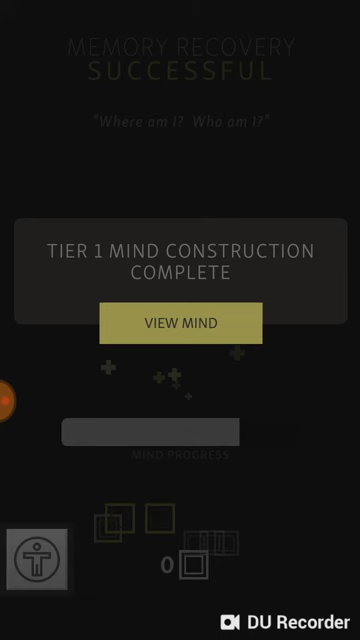 MEMORY RECOVERY
SUCCESSFUL
"Where am I? Who am I?"
TIER 1 MIND CONSTRUCTION
COMPLETE
VIEW MIND
MIND PROGRESS
0
DU Recorder